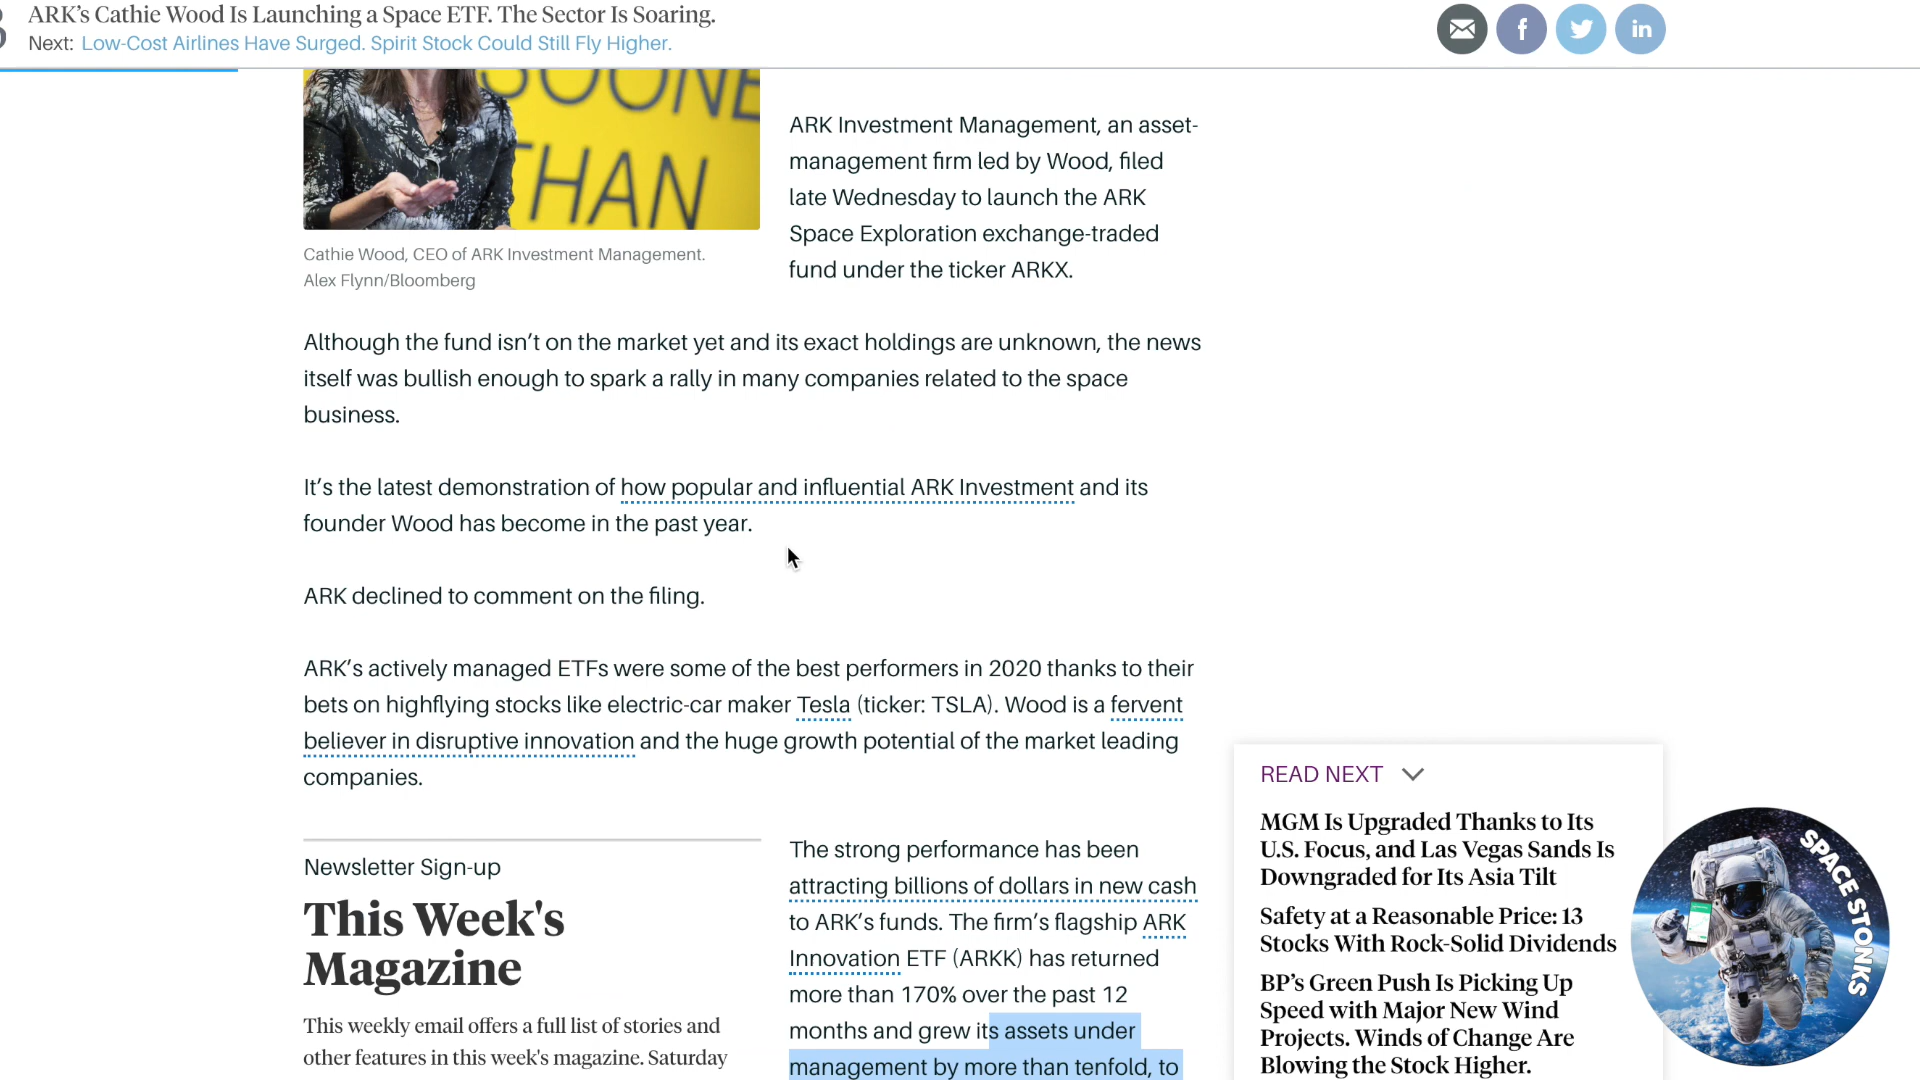 ARK's Cathie Wood Is Launching a Space ETF. The Sector Is Soaring.
Next: Low-Cost Airlines Have Surged. Spirit Stock Could Still Fly Higher.
f
in
SOONE
THAN
Cathie Wood, CEO of ARK Investment Management.
Alex Flynn/Bloomberg
ARK Investment Management, an asset-
management firm led by Wood, filed
late Wednesday to launch the ARK
Space Exploration exchange-traded
fund under the ticker ARKX.
Although the fund isn't on the market yet and its exact holdings are unknown, the news
itself was bullish enough to spark a rally in many companies related to the space
business.
It's the latest demonstration of how popular and influential ARK Investment and its
founder Wood has become in the past year.
ARK declined to comment on the filing.
ARK's actively managed ETFs were some of the best performers in 2020 thanks to their
bets on highflying stocks like electric-car maker Tesla (ticker: TSLA). Wood is a fervent
believer in disruptive innovation and the huge growth potential of the market leading
companies.
Newsletter Sign-up
This Week's
Magazine
This weekly email offers a full list of stories and
other features in this week's magazine. Saturday
The strong performance has been
attracting billions of dollars in new cash
to ARK's funds. The firm's flagship ARK
Innovation ETF (ARKK) has returned
more than 170% over the past 12
months and grew its assets under
management by more than tenfold, to
READ NEXT
MGM Is Upgraded Thanks to Its
U.S. Focus, and Las Vegas Sands Is
Downgraded for Its Asia Tilt
Safety at a Reasonable Price: 13
Stocks With Rock-Solid Dividends
BP's Green Push Is Picking Up
Speed with Major New Wind
Projects. Winds of Change Are
Blowing the Stock Higher.
SPACE STONKS